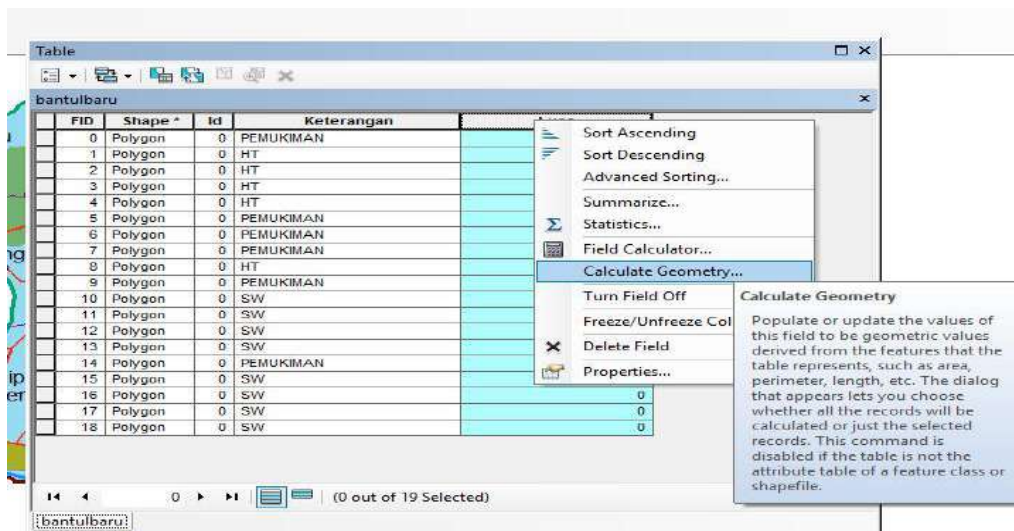 Table
bantulbaru
FID Shape * Id Keterangan
0 Polygon 0 PEMUKIMAN
1 Polygon 0 HT
2 Polygon 0 HT
3 Polygon 0 HT
4 Polygon 0 HT
5 Polygon 0 PEMUKIMAN
6 Polygon 0 PEMUKIMAN
7 Polygon 0 PEMUKIMAN
8 Polygon 0 HT
9 Polygon 0 PEMUKIMAN
10 Polygon 0 SW
11 Polygon 0 SW
12 Polygon 0 SW
13 Polygon 0 SW
14 Polygon 0 PEMUKIMAN
15 Polygon 0 SW
16 Polygon 0 SW 0
17 Polygon 0 SW 0
18 Polygon 0 SW 0
Sort Ascending
Sort Descending
Advanced Sorting...
Summarize...
Statistics...
Field Calculator...
Calculate Geometry...
Turn Field Off
Freeze/Unfreeze Col
Delete Field
Properties...
Calculate Geometry
Populate or update the values of
this field to be geometric values
derived from the features that the
table represents, such as area,
perimeter, length, etc. The dialog
that appears lets you choose
whether all the records will be
calculated or just the selected
records. This command is
disabled if the table is not the
attribute table of a feature class or
shapefile.
0 (0 out of 19 Selected)
bantulbaru